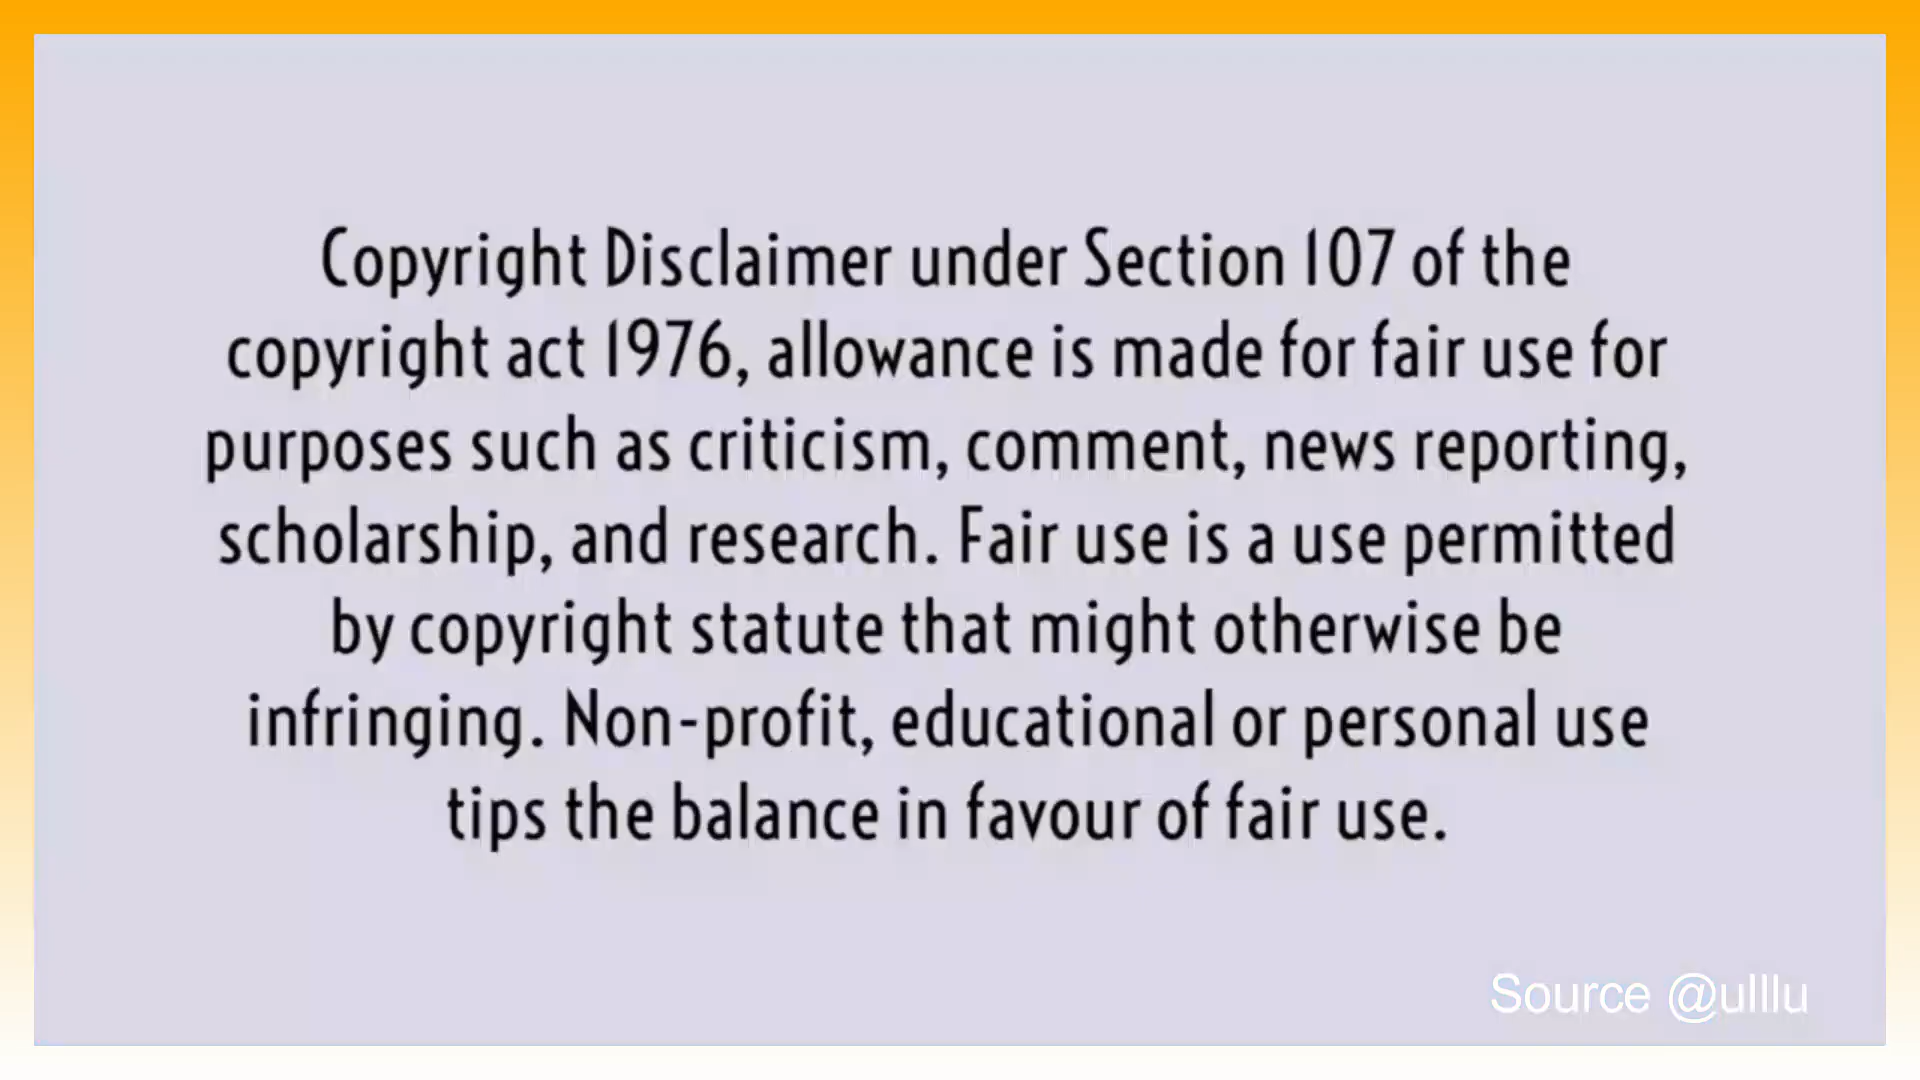 Copyright Disclaimer under Section 107 of the
copyright act 1976, allowance is made for fair use for
purposes such as criticism, comment, news reporting,
scholarship, and research. Fair use is a use permitted
by copyright statute that might otherwise be
infringing. Non-profit, educational or personal use
tips the balance in favour of fair use.
Source @ulllu